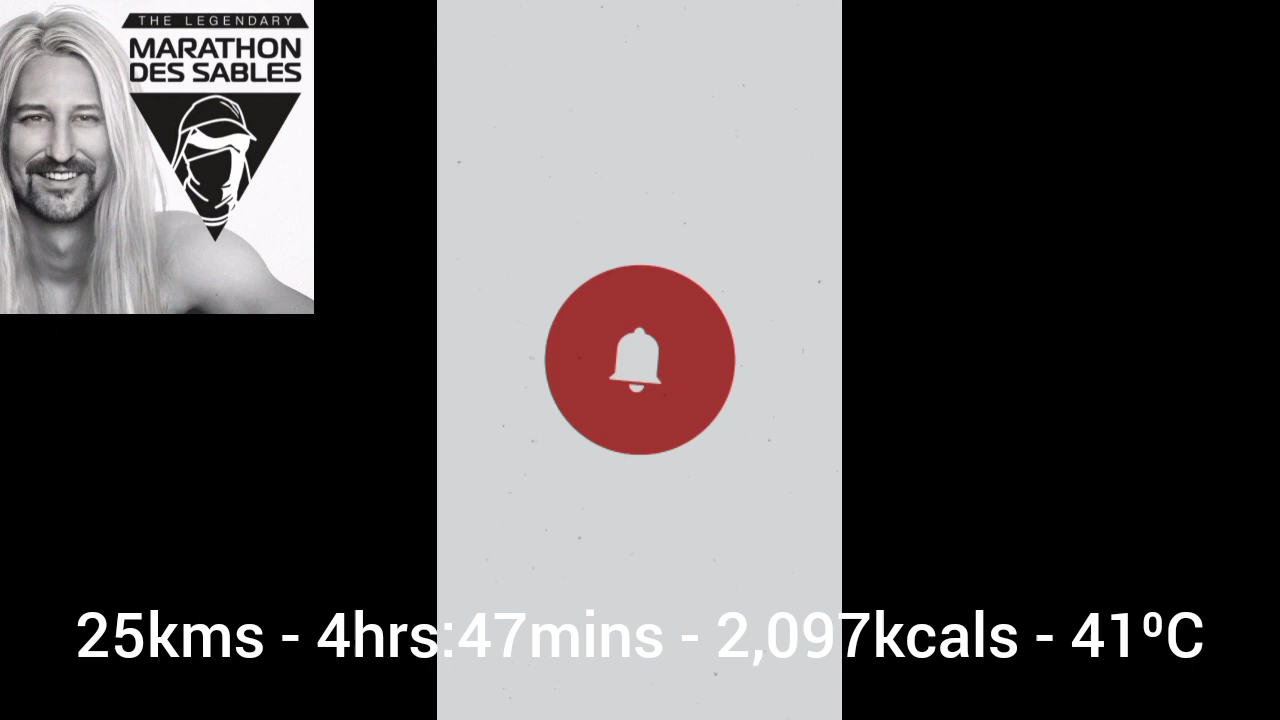 THE LEGENDARY
MARATHON
DES SABLES
25kms - 4hrs:47mins - 2,097kcals - 41ºC